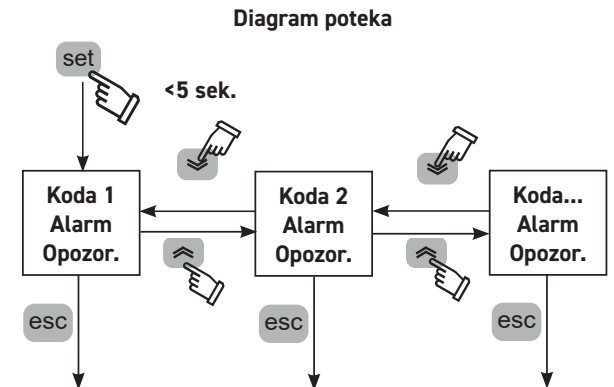 Diagram poteka
set
<5 sek.
Koda 1
Alarm
Opozor.
Koda 2
Alarm
Opozor.
Koda...
Alarm
Opozor.
esc
esc
esc